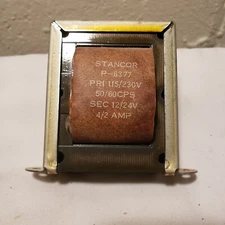 STANCOR
P-8377
PRI 115/230V
50/60CPS
SEC 12/24V
4/2 AMP